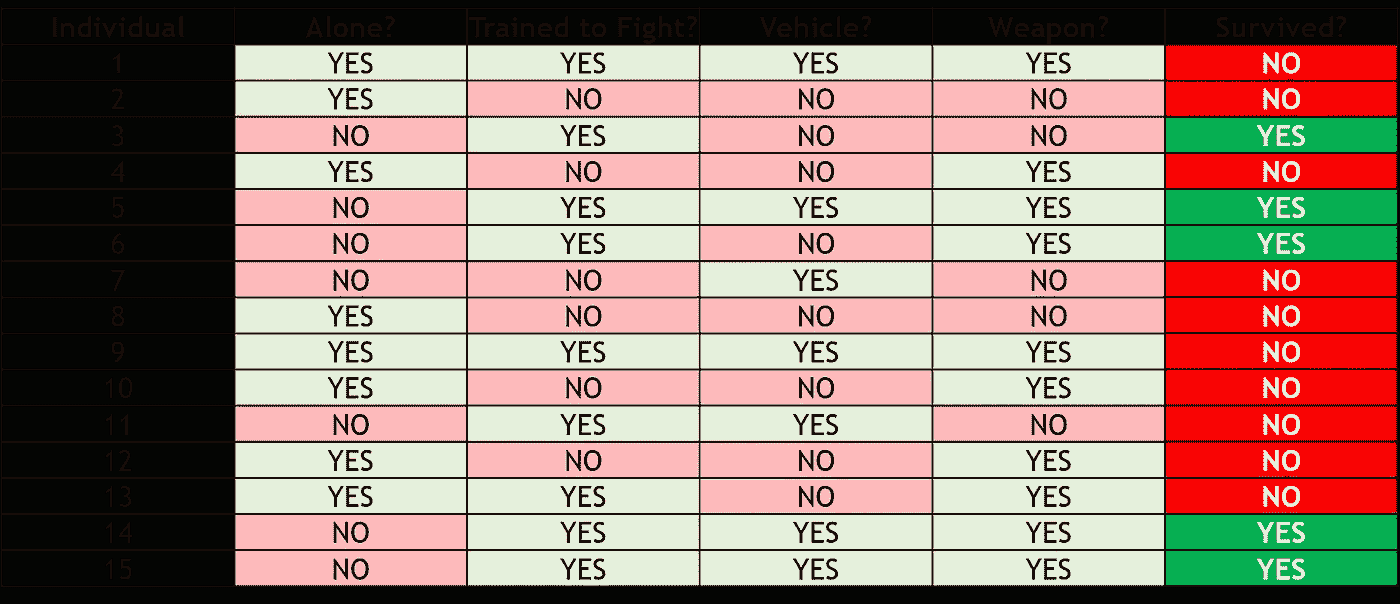 Individual Alone? Trained to Fight? Vehicle? Weapon? Survived?
1 YES YES YES YES NO
2 YES NO NO NO NO
3 NO YES NO NO YES
4 YES NO NO YES NO
5 NO YES YES YES YES
6 NO YES NO YES YES
7 NO NO YES NO NO
8 YES NO NO NO NO
9 YES YES YES YES NO
10 YES NO NO YES NO
11 NO YES YES NO NO
12 YES NO NO YES NO
13 YES YES NO YES NO
14 NO YES YES YES YES
15 NO YES YES YES YES